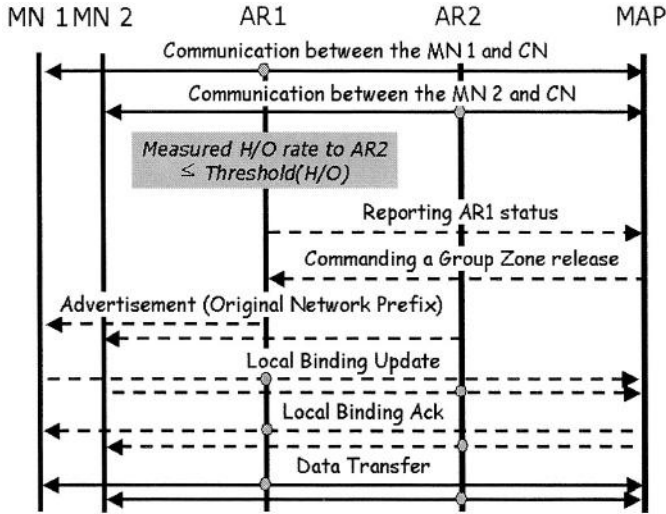 MN 1 MN 2 AR1 AR2 MAP
Communication between the MN 1 and CN
Communication between the MN 2 and CN
Measured H/O rate to AR2
≤ Threshold(H/O)
Reporting AR1 status
Commanding a Group Zone release
Advertisement (Original Network Prefix)
Local Binding Update
Local Binding Ack
Data Transfer